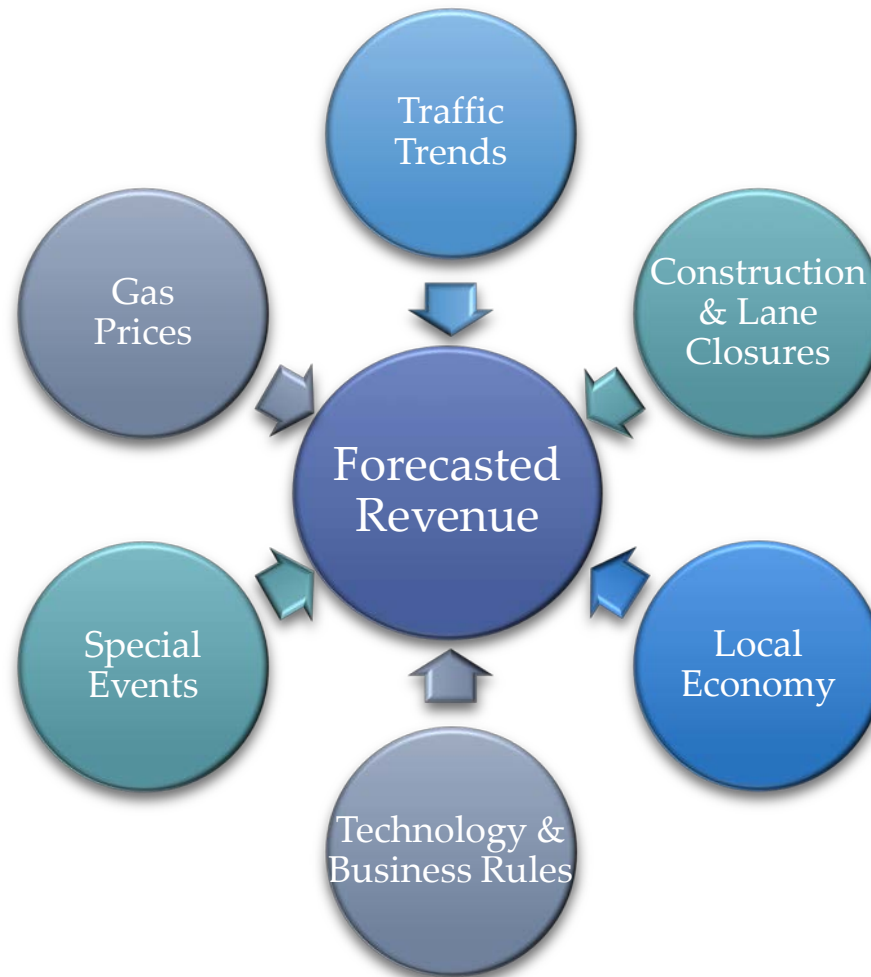 Traffic
Trends
Construction
& Lane
Closures
Gas
Prices
Forecasted
Revenue
Special
Events
Local
Economy
Technology &
Business Rules